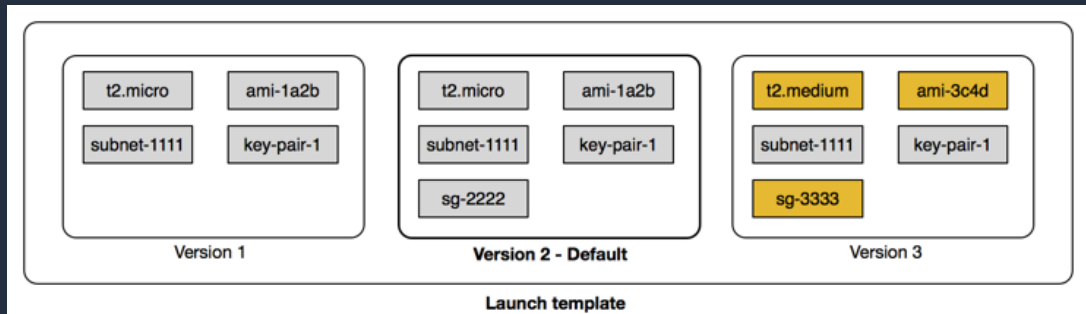 t2.micro ami-1a2b
subnet-1111 key-pair-1
Version 1
t2.micro ami-1a2b
subnet-1111 key-pair-1
sg-2222
Version 2 - Default
t2.medium ami-3c4d
subnet-1111 key-pair-1
sg-3333
Version 3
Launch template